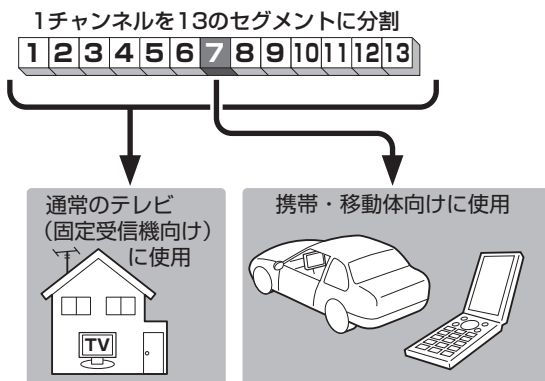 1チャンネルを13のセグメントに分割
1 2 3 4 5 6 7 8 9 10 11 12 13
通常のテレビ
（固定受信機向け）
に使用
TV
携帯・移動体向けに使用